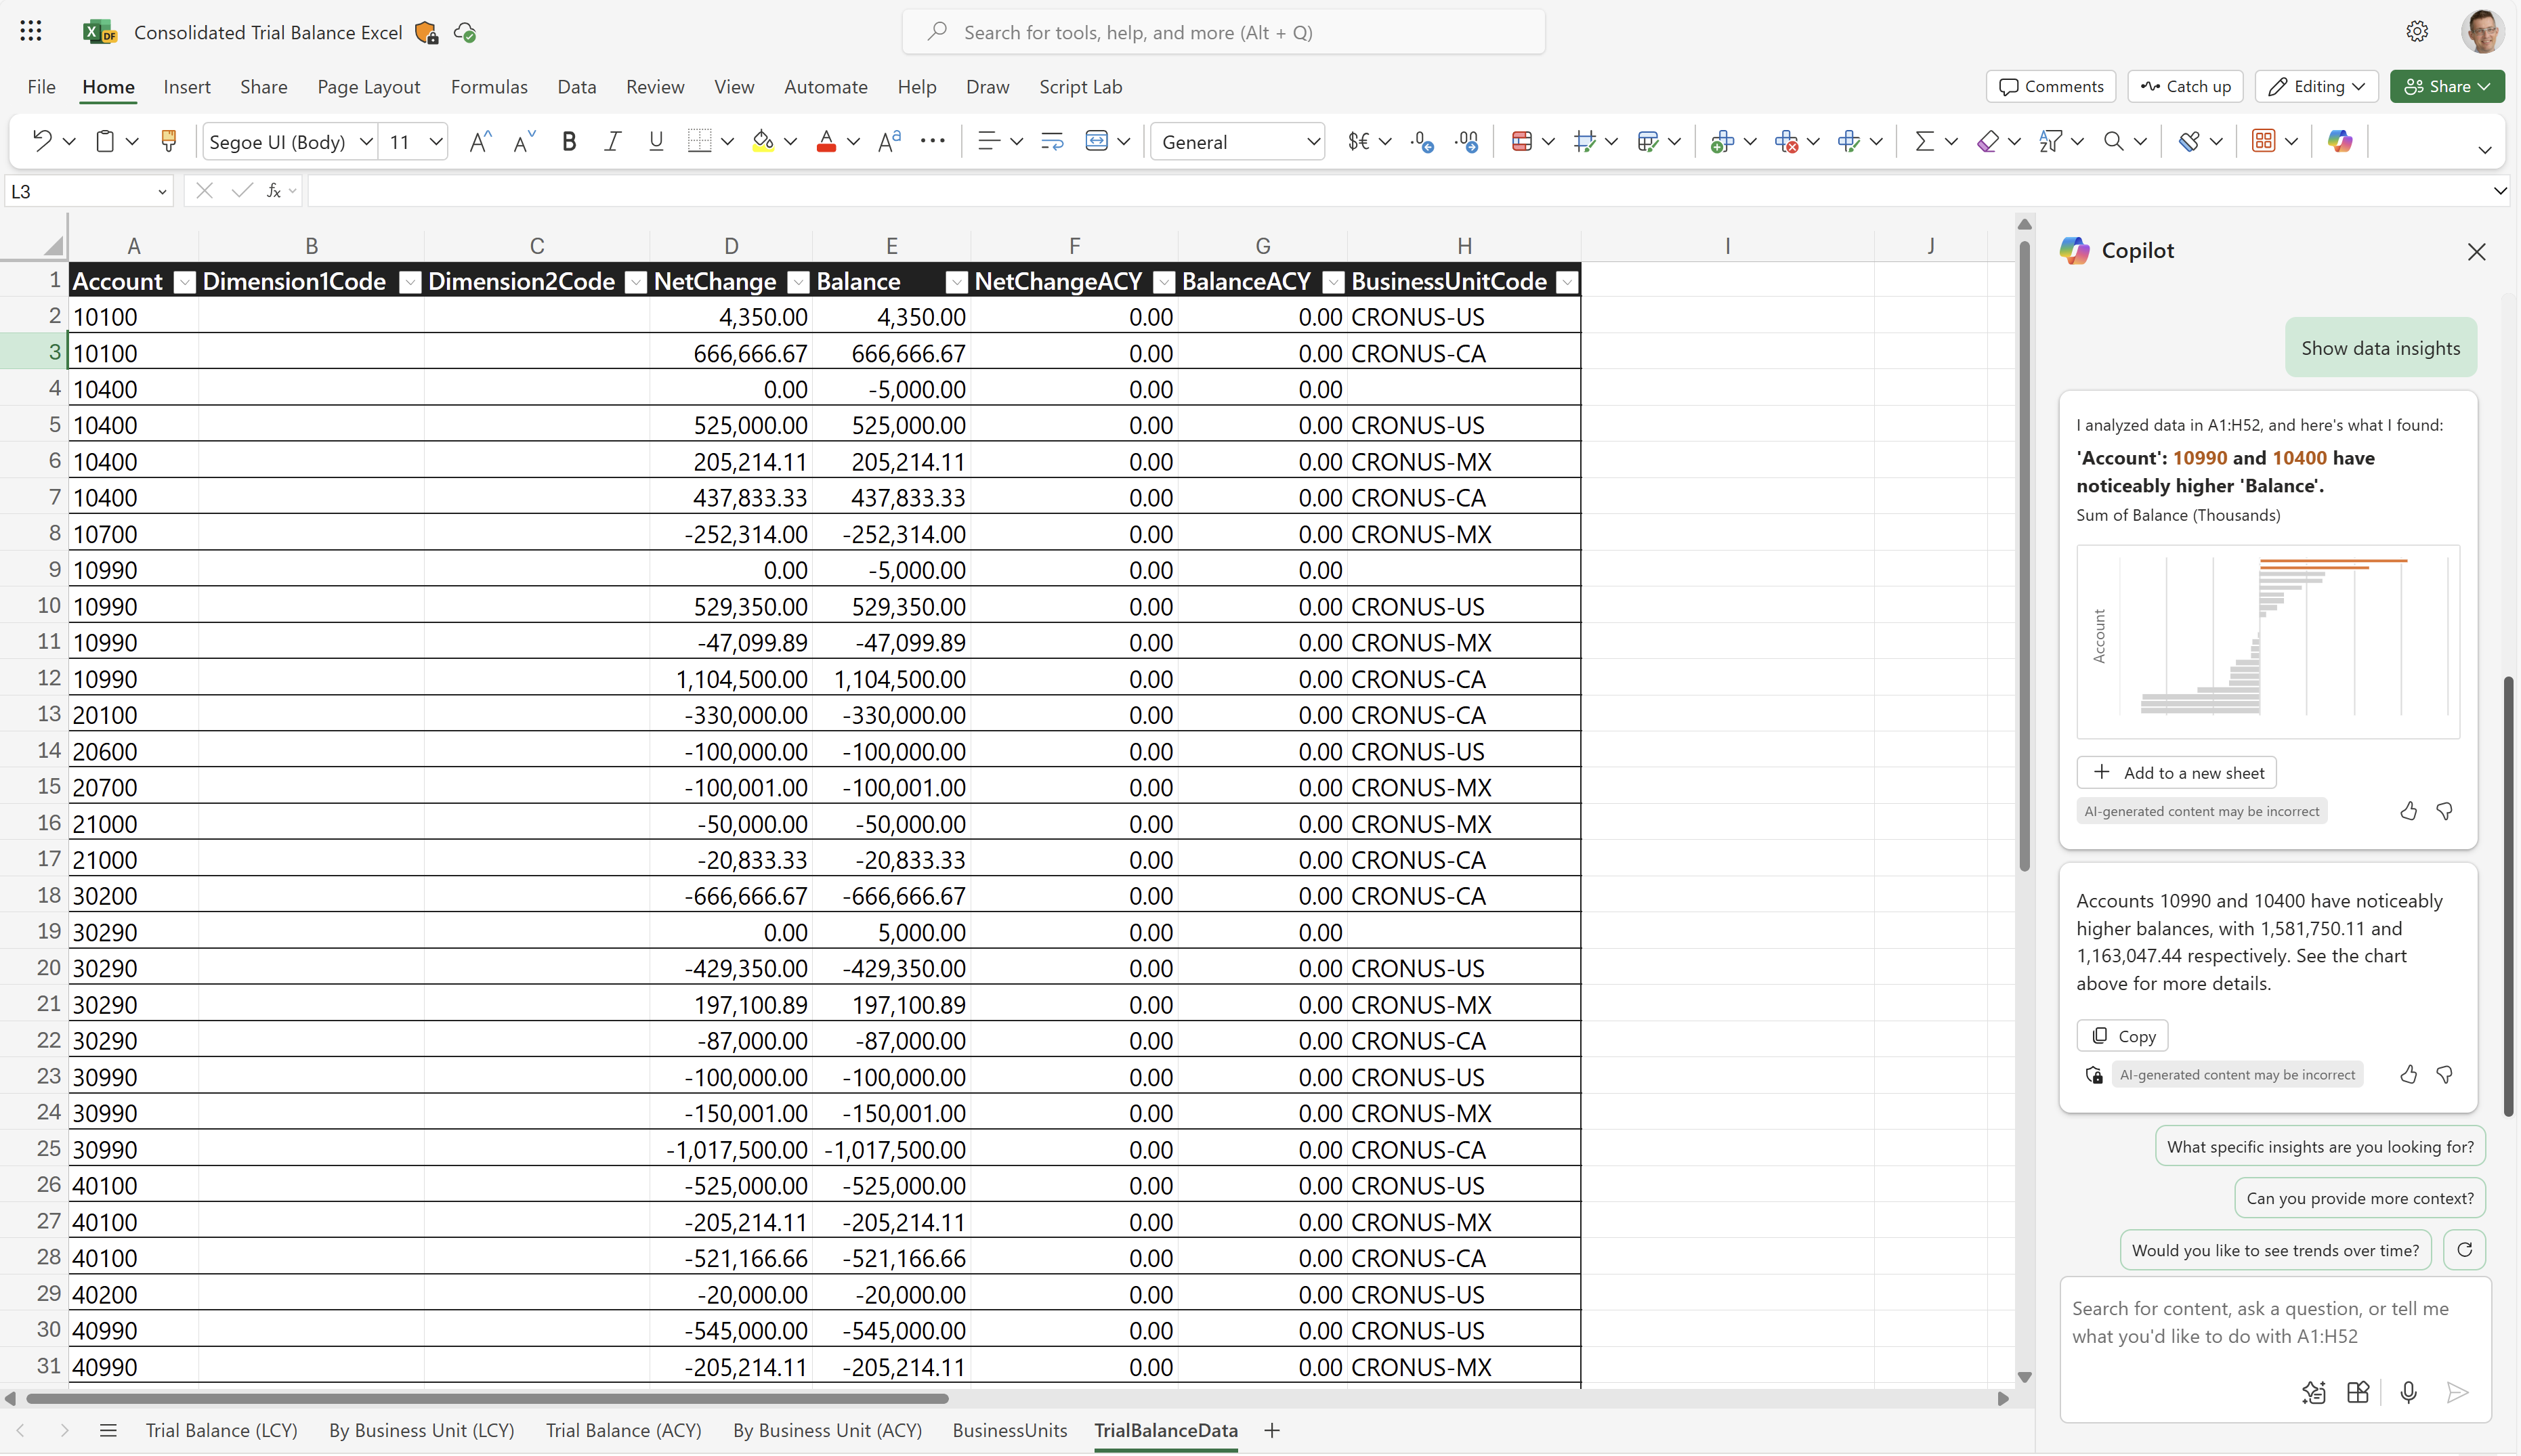 Consolidated Trial Balance Excel
Search for tools, help, and more (Alt + Q)
File Home Insert Share Page Layout Formulas Data Review View Automate Help Draw Script Lab
Comments Catch up Editing Share
Segoe UI (Body) 11 General
L3
A B C D E F G H I J
1 Account Dimension1Code Dimension2Code NetChange Balance NetChangeACY BalanceACY BusinessUnitCode
2 10100 4,350.00 4,350.00 0.00 0.00 CRONUS-US
3 10100 666,666.67 666,666.67 0.00 0.00 CRONUS-CA
4 10400 0.00 -5,000.00 0.00 0.00
5 10400 525,000.00 525,000.00 0.00 0.00 CRONUS-US
6 10400 205,214.11 205,214.11 0.00 0.00 CRONUS-MX
7 10400 437,833.33 437,833.33 0.00 0.00 CRONUS-CA
8 10700 -252,314.00 -252,314.00 0.00 0.00 CRONUS-MX
9 10990 0.00 -5,000.00 0.00 0.00
10 10990 529,350.00 529,350.00 0.00 0.00 CRONUS-US
11 10990 -47,099.89 -47,099.89 0.00 0.00 CRONUS-MX
12 10990 1,104,500.00 1,104,500.00 0.00 0.00 CRONUS-CA
13 20100 -330,000.00 -330,000.00 0.00 0.00 CRONUS-CA
14 20600 -100,000.00 -100,000.00 0.00 0.00 CRONUS-US
15 20700 -100,001.00 -100,001.00 0.00 0.00 CRONUS-MX
16 21000 -50,000.00 -50,000.00 0.00 0.00 CRONUS-MX
17 21000 -20,833.33 -20,833.33 0.00 0.00 CRONUS-CA
18 30200 -666,666.67 -666,666.67 0.00 0.00 CRONUS-CA
19 30290 0.00 5,000.00 0.00 0.00
20 30290 -429,350.00 -429,350.00 0.00 0.00 CRONUS-US
21 30290 197,100.89 197,100.89 0.00 0.00 CRONUS-MX
22 30290 -87,000.00 -87,000.00 0.00 0.00 CRONUS-CA
23 30990 -100,000.00 -100,000.00 0.00 0.00 CRONUS-US
24 30990 -150,001.00 -150,001.00 0.00 0.00 CRONUS-MX
25 30990 -1,017,500.00 -1,017,500.00 0.00 0.00 CRONUS-CA
26 40100 -525,000.00 -525,000.00 0.00 0.00 CRONUS-US
27 40100 -205,214.11 -205,214.11 0.00 0.00 CRONUS-MX
28 40100 -521,166.66 -521,166.66 0.00 0.00 CRONUS-CA
29 40200 -20,000.00 -20,000.00 0.00 0.00 CRONUS-US
30 40990 -545,000.00 -545,000.00 0.00 0.00 CRONUS-US
31 40990 -205,214.11 -205,214.11 0.00 0.00 CRONUS-MX
Trial Balance (LCY) By Business Unit (LCY) Trial Balance (ACY) By Business Unit (ACY) BusinessUnits TrialBalanceData
Copilot
Show data insights
I analyzed data in A1:H52, and here's what I found:
'Account': 10990 and 10400 have
noticeably higher 'Balance'.
Sum of Balance (Thousands)
Account
Add to a new sheet
AI-generated content may be incorrect
Accounts 10990 and 10400 have noticeably
higher balances, with 1,581,750.11 and
1,163,047.44 respectively. See the chart
above for more details.
Copy
AI-generated content may be incorrect
What specific insights are you looking for?
Can you provide more context?
Would you like to see trends over time?
Search for content, ask a question, or tell me
what you'd like to do with A1:H52